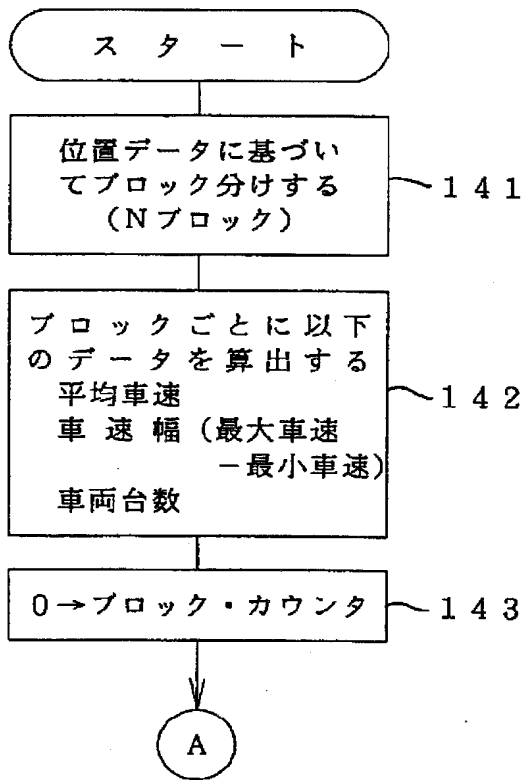 スタート
位置データに基づい
てブロック分けする
(Nブロック)
141
ブロックごとに以下
のデータを算出する
平均車速
車速幅(最大車速
－最小車速)
車両台数
142
0→ブロック・カウンタ
143
A